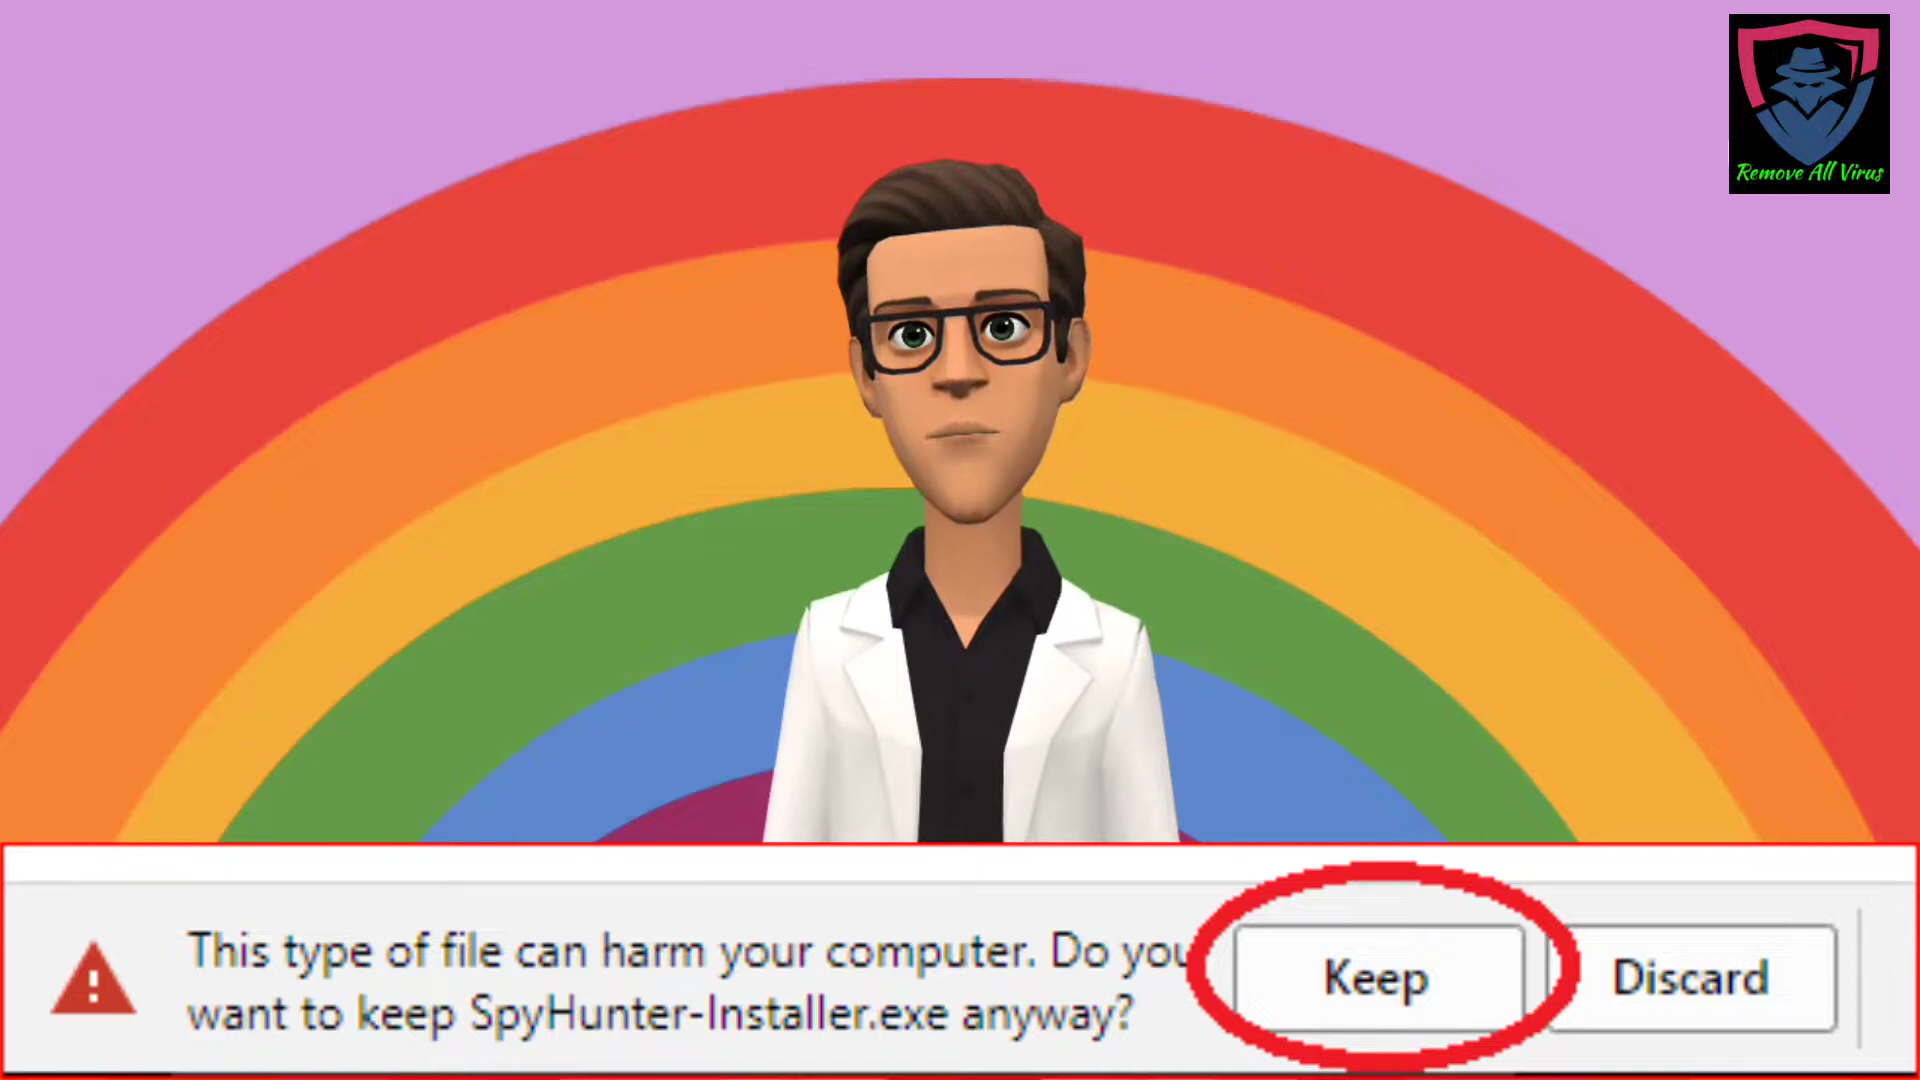 Remove All Virus
This type of file can harm your computer. Do you
want to keep SpyHunter-Installer.exe anyway?
Keep
Discard